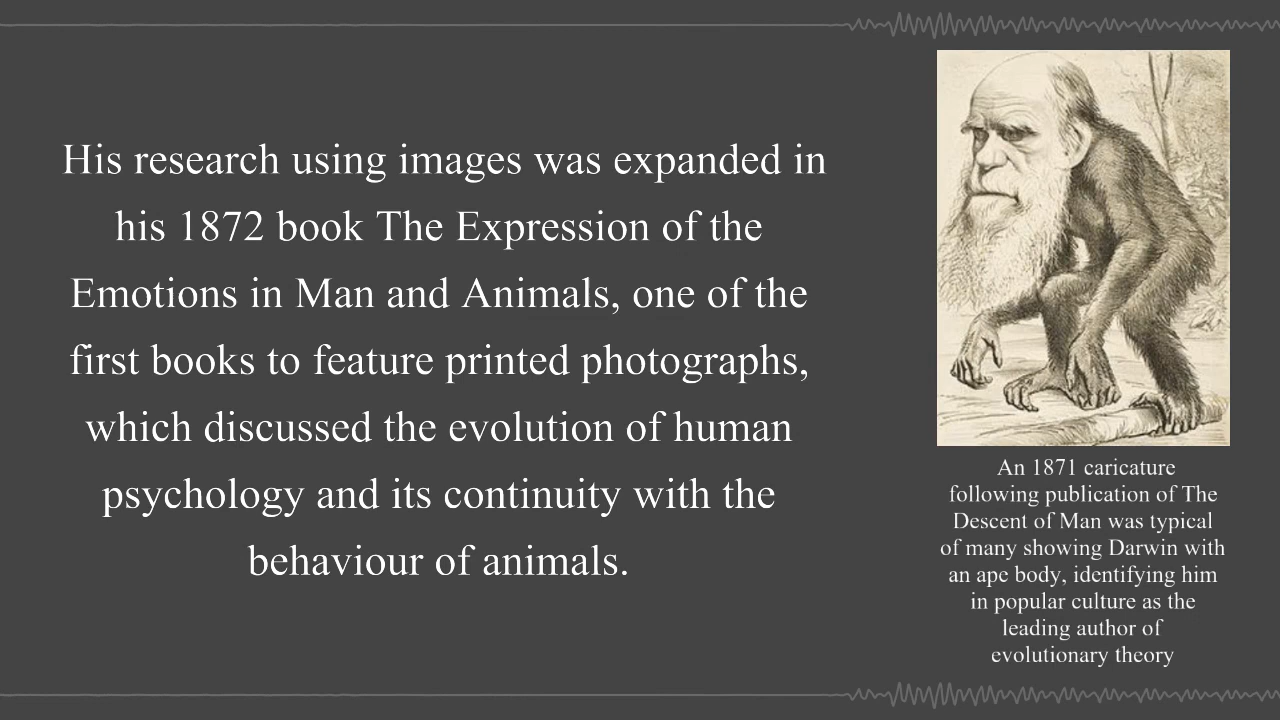 His research using images was expanded in
his 1872 book The Expression of the
Emotions in Man and Animals, one of the
first books to feature printed photographs,
which discussed the evolution of human
psychology and its continuity with the
behaviour of animals.
An 1871 caricature
following publication of The
Descent of Man was typical
of many showing Darwin with
an ape body, identifying him
in popular culture as the
leading author of
evolutionary theory